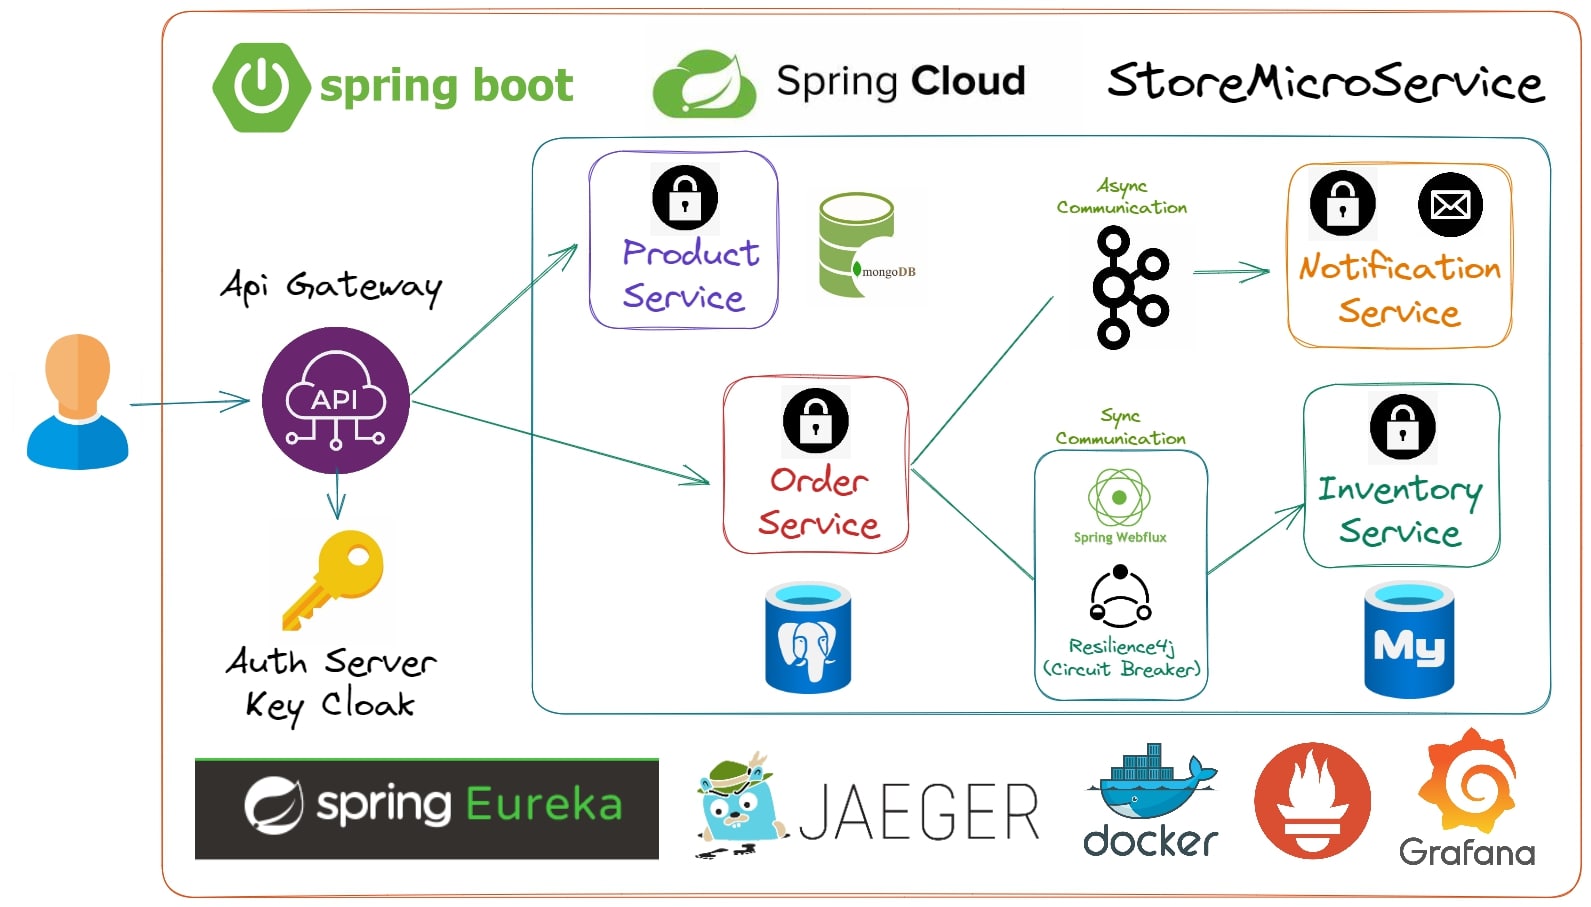 spring boot
Spring Cloud
StoreMicroService
Api Gateway
API
Auth Server
Key Cloak
Product
Service
mongoDB
Order
Service
Async
Communication
Sync
Communication
Spring Webflux
Resilience4j
(Circuit Breaker)
Notification
Service
Inventory
Service
My
spring Eureka
JAEGER
docker
Grafana